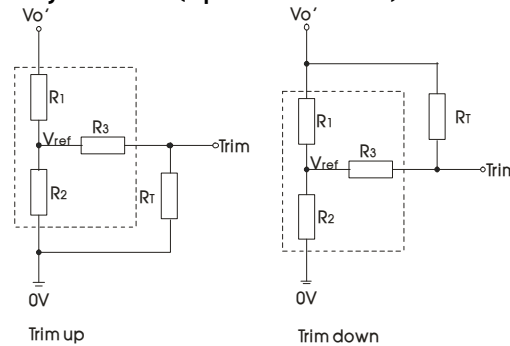 Vo´
R1
R3
Vref
Trim
R2
RT
0V
Trim up
Vo´
R1
RT
R3
Vref
Trim
R2
0V
Trim down